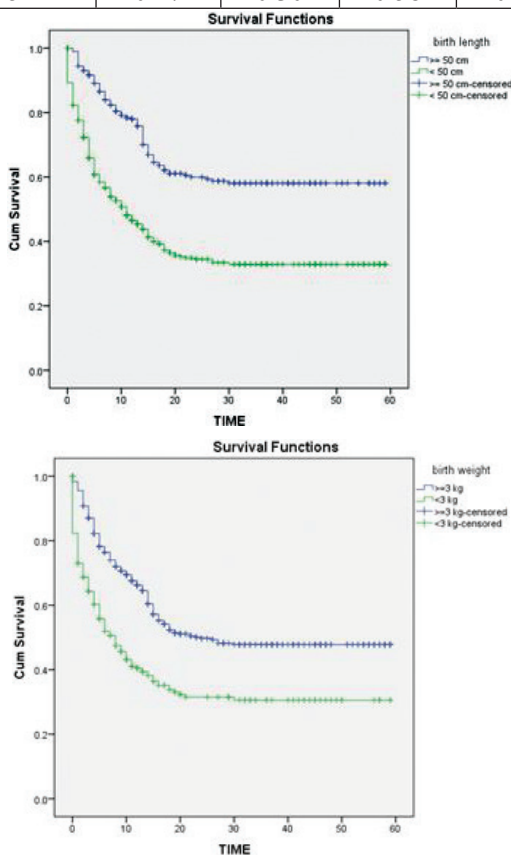 Survival Functions
birth length
>= 50 cm
< 50 cm
>= 50 cm-censored
< 50 cm-censored
1.0
0.8
0.6
0.4
0.2
0.0
Cum Survival
0 10 20 30 40 50 60
TIME
Survival Functions
birth weight
>=3 kg
<3 kg
>=3 kg-censored
<3 kg-censored
1.0
0.8
0.6
0.4
0.2
0.0
Cum Survival
0 10 20 30 40 50 60
TIME